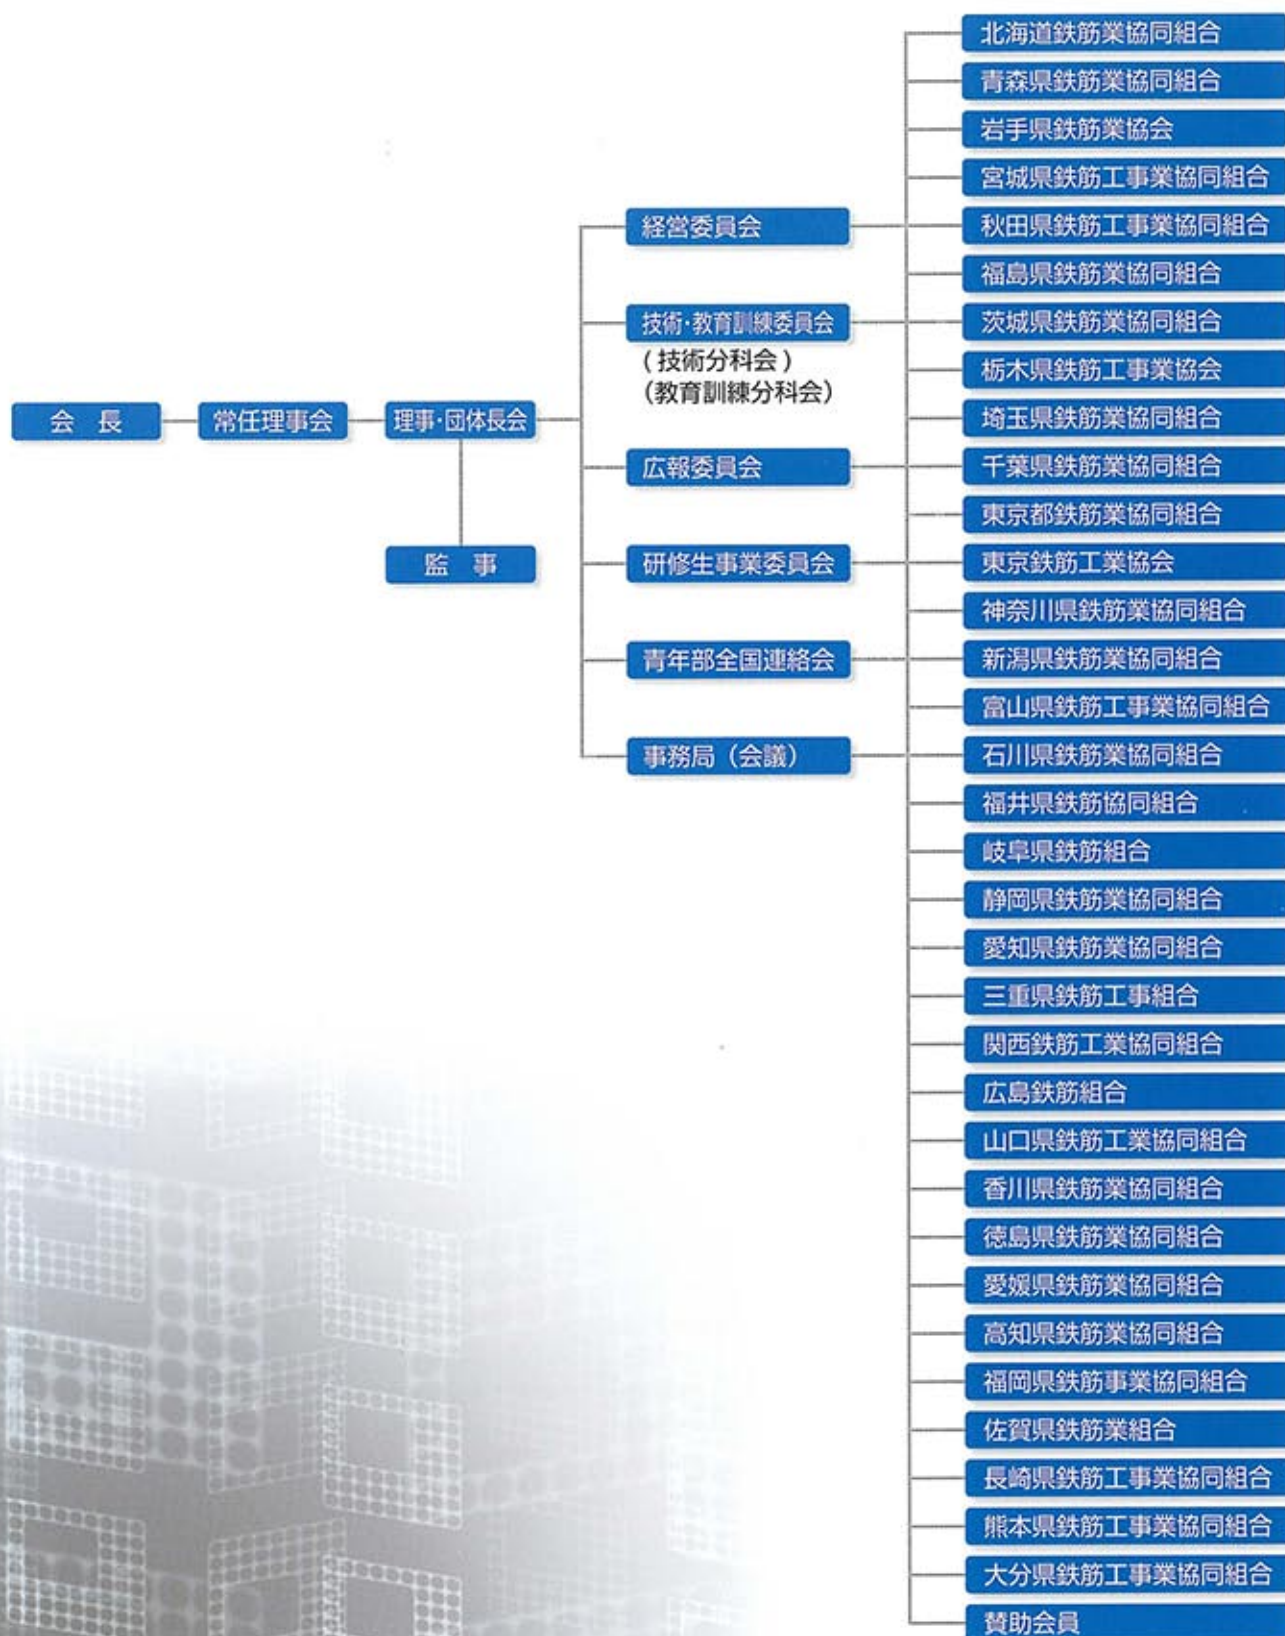 会 長
常任理事会
理事・団体長会
監 事
経営委員会
技術・教育訓練委員会
(技術分科会)
(教育訓練分科会)
広報委員会
研修生事業委員会
青年部全国連絡会
事務局（会議）
北海道鉄筋業協同組合
青森県鉄筋業協同組合
岩手県鉄筋業協会
宮城県鉄筋工事業協同組合
秋田県鉄筋工事業協同組合
福島県鉄筋業協同組合
茨城県鉄筋業協同組合
栃木県鉄筋工事業協会
埼玉県鉄筋業協同組合
千葉県鉄筋業協同組合
東京都鉄筋業協同組合
東京鉄筋工業協会
神奈川県鉄筋業協同組合
新潟県鉄筋業協同組合
富山県鉄筋工事業協同組合
石川県鉄筋業協同組合
福井県鉄筋協同組合
岐阜県鉄筋組合
静岡県鉄筋業協同組合
愛知県鉄筋業協同組合
三重県鉄筋工事組合
関西鉄筋工業協同組合
広島鉄筋組合
山口県鉄筋工業協同組合
香川県鉄筋業協同組合
徳島県鉄筋業協同組合
愛媛県鉄筋業協同組合
高知県鉄筋業協同組合
福岡県鉄筋事業協同組合
佐賀県鉄筋業組合
長崎県鉄筋工事業協同組合
熊本県鉄筋工事業協同組合
大分県鉄筋工事業協同組合
賛助会員